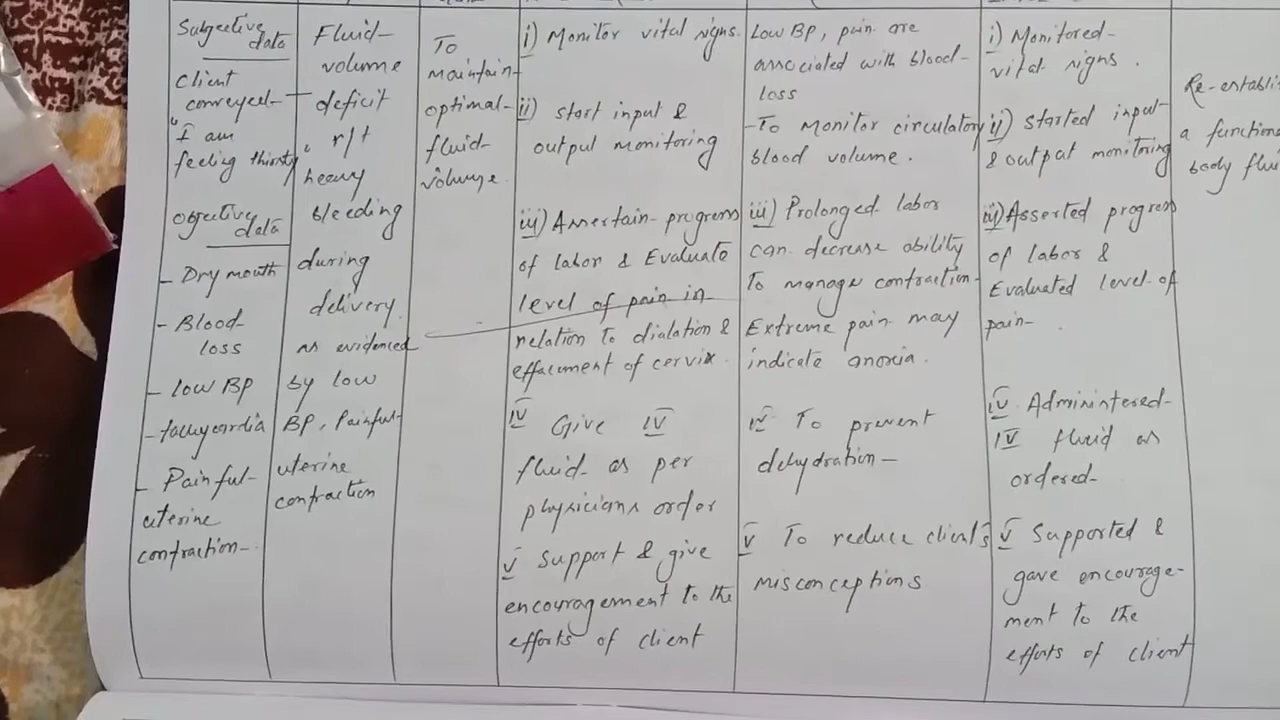 Subjective
data
Client
conveyed-
"I am
feeling thirsty"
Objective
data
- Dry mouth
- Blood
loss
- low BP
- tachycardia
- Painful-
uterine
contraction-
Fluid-
volume
deficit
r/t
heavy
bleeding
during
delivery
as evidenced
by low
BP, Painful-
uterine
contraction
To
maintain-
optimal-
fluid-
volume.
i) Monitor vital signs.
ii) start input &
output monitoring
iii) Assertain- progress
of labor & Evaluate
level of pain in
relation to dialation &
effacment of cervix.
iv Give IV
fluid as per
physicians order
v Support & give
encouragement to the
efforts of client
Low BP, pain are
associated with blood-
loss
-To monitor circulatory
blood volume.
iii) Prolonged labor
can decrease ability
To manage contraction-
Extreme pain may
indicate anoxia.
iv To prevent
dehydration-
v To reduce client's
misconceptions
i) Monitored-
vital signs.
ii) Started input-
& output monitoring
iii) Asserted progress
of labor &
Evaluated level of
pain-
iv Administered-
IV fluid as
ordered-
v Supported &
gave encourage-
ment to the
efforts of client
Re-establi
a function
body flui